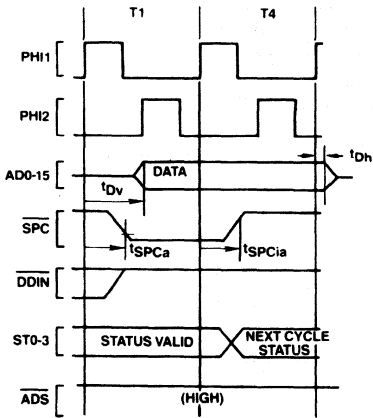 T1 T4
PHI1
PHI2
tDh
AD0-15 DATA
tDv
SPC
tSPCa tSPCia
DDIN
ST0-3 STATUS VALID NEXT CYCLE STATUS
ADS (HIGH)